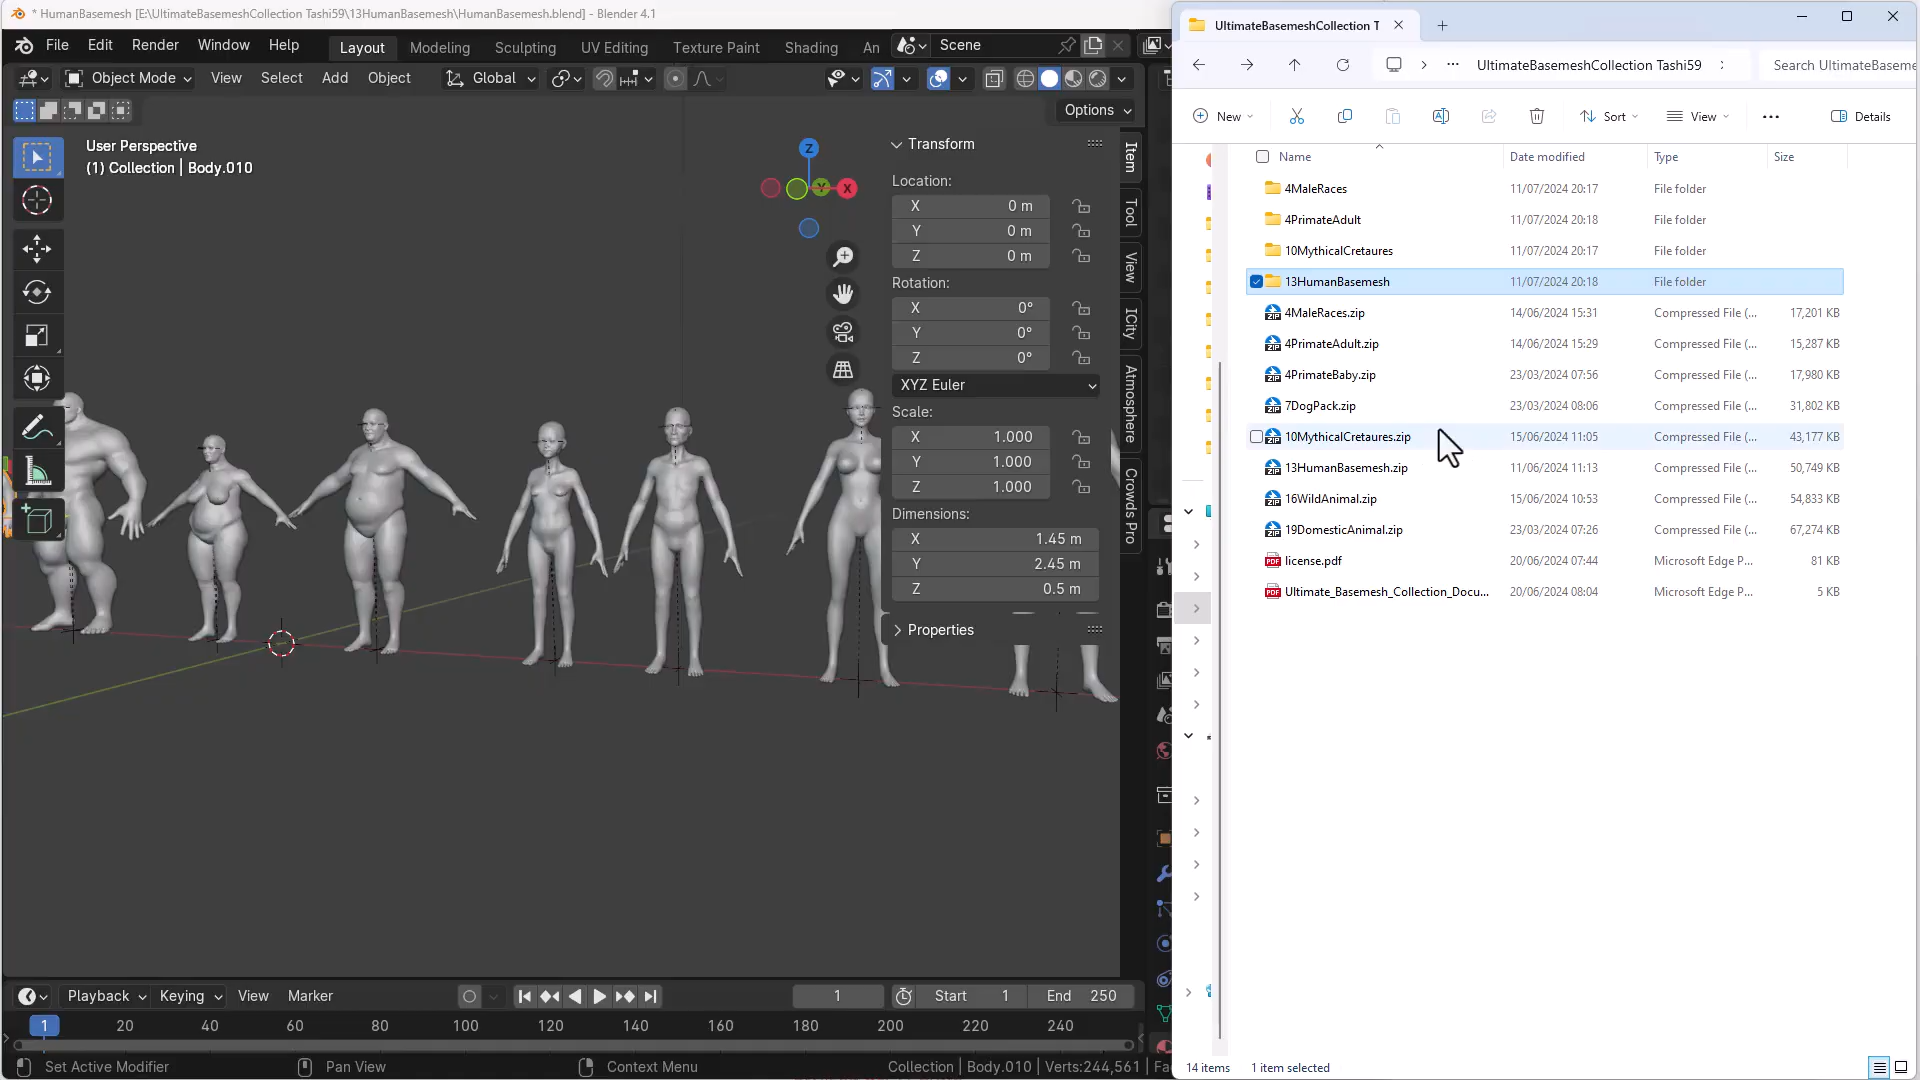 * HumanBasemesh [E:\UltimateBasemeshCollection Tashi59\13HumanBasemesh\HumanBasemesh.blend] - Blender 4.1
File Edit Render Window Help Layout Modeling Sculpting UV Editing Texture Paint Shading An Scene
Object Mode View Select Add Object Global
Options
User Perspective
(1) Collection | Body.010
Z
Y
X
Transform
Location:
X 0 m
Y 0 m
Z 0 m
Rotation:
X 0°
Y 0°
Z 0°
XYZ Euler
Scale:
X 1.000
Y 1.000
Z 1.000
Dimensions:
X 1.45 m
Y 2.45 m
Z 0.5 m
Properties
Item
Tool
View
ICity
Atmosphere
Crowds Pro
Playback Keying View Marker 1 Start 1 End 250
1 20 40 60 80 100 120 140 160 180 200 220 240
Set Active Modifier Pan View Context Menu Collection | Body.010 | Verts:244,561 | Fa
UltimateBasemeshCollection T
UltimateBasemeshCollection Tashi59 Search UltimateBaseme
New Sort View Details
Name Date modified Type Size
4MaleRaces 11/07/2024 20:17 File folder
4PrimateAdult 11/07/2024 20:18 File folder
10MythicalCretaures 11/07/2024 20:17 File folder
13HumanBasemesh 11/07/2024 20:18 File folder
ZIP 4MaleRaces.zip 14/06/2024 15:31 Compressed File (... 17,201 KB
ZIP 4PrimateAdult.zip 14/06/2024 15:29 Compressed File (... 15,287 KB
ZIP 4PrimateBaby.zip 23/03/2024 07:56 Compressed File (... 17,980 KB
ZIP 7DogPack.zip 23/03/2024 08:06 Compressed File (... 31,802 KB
ZIP 10MythicalCretaures.zip 15/06/2024 11:05 Compressed File (... 43,177 KB
ZIP 13HumanBasemesh.zip 11/06/2024 11:13 Compressed File (... 50,749 KB
ZIP 16WildAnimal.zip 15/06/2024 10:53 Compressed File (... 54,833 KB
ZIP 19DomesticAnimal.zip 23/03/2024 07:26 Compressed File (... 67,274 KB
PDF license.pdf 20/06/2024 07:44 Microsoft Edge P... 81 KB
PDF Ultimate_Basemesh_Collection_Docu... 20/06/2024 08:04 Microsoft Edge P... 5 KB
14 items 1 item selected